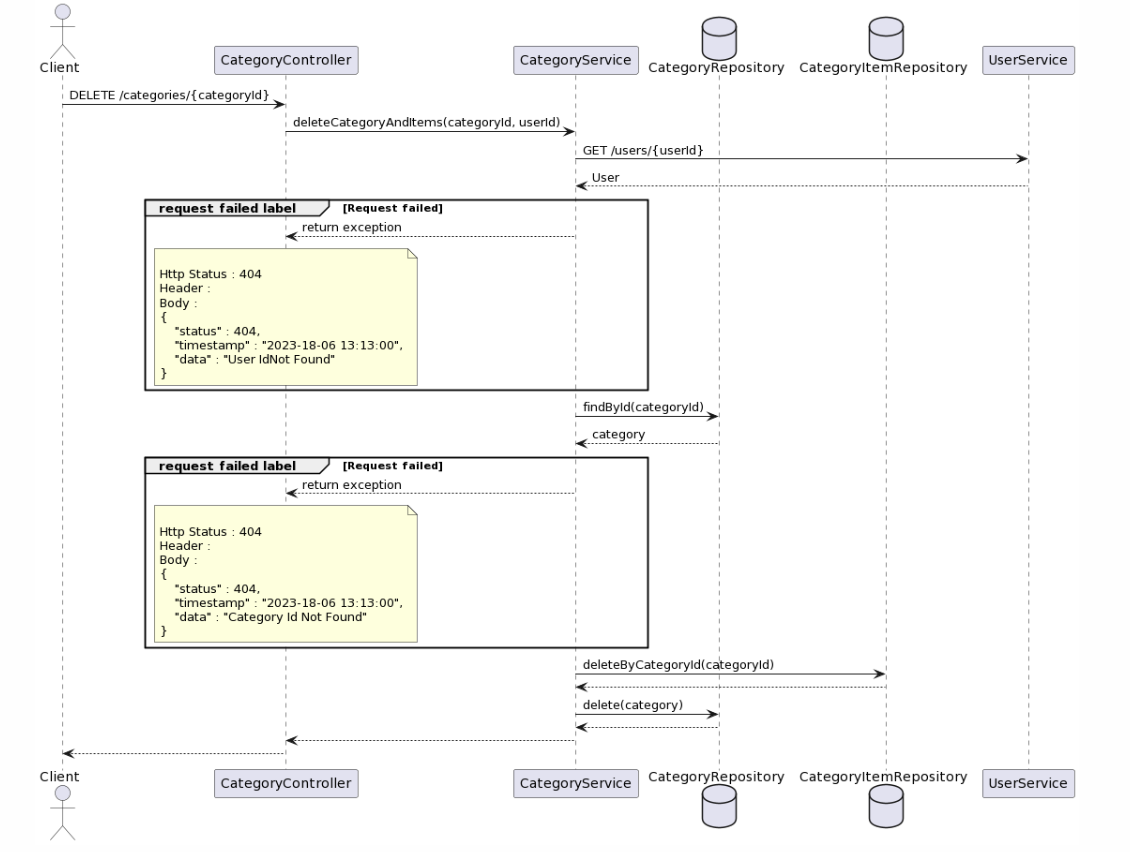 Client
CategoryController
CategoryService
CategoryRepository
CategoryItemRepository
UserService
DELETE /categories/{categoryId}
deleteCategoryAndItems(categoryId, userId)
GET /users/{userId}
User
request failed label [Request failed]
return exception
Http Status : 404
Header :
Body :
{
"status" : 404,
"timestamp" : "2023-18-06 13:13:00",
"data" : "User IdNot Found"
}
findById(categoryId)
category
request failed label [Request failed]
return exception
Http Status : 404
Header :
Body :
{
"status" : 404,
"timestamp" : "2023-18-06 13:13:00",
"data" : "Category Id Not Found"
}
deleteByCategoryId(categoryId)
delete(category)
Client
CategoryController
CategoryService
CategoryRepository
CategoryItemRepository
UserService